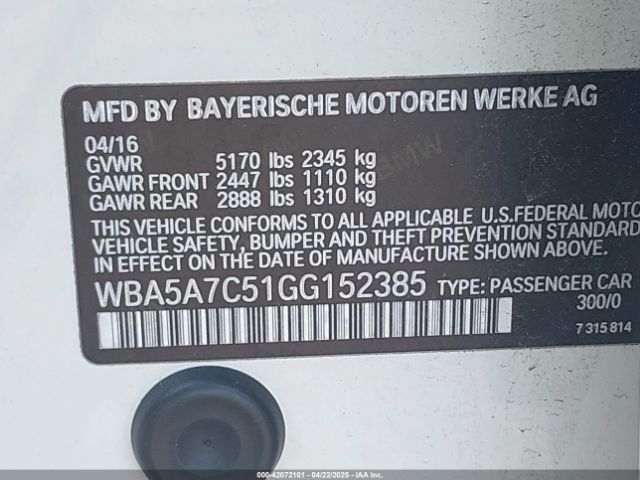 MFD BY BAYERISCHE MOTOREN WERKE AG
04/16
GVWR 5170 lbs 2345 kg
GAWR FRONT 2447 lbs 1110 kg
GAWR REAR 2888 lbs 1310 kg
THIS VEHICLE CONFORMS TO ALL APPLICABLE U.S.FEDERAL MOTO
VEHICLE SAFETY, BUMPER AND THEFT PREVENTION STANDARD
IN EFFECT ON THE DATE OF MANUFACTURE SHOWN ABOVE.
WBA5A7C51GG152385 TYPE: PASSENGER CAR
300/0
7 315 814
000-42072101 - 04/22/2025 - IAAI.COM